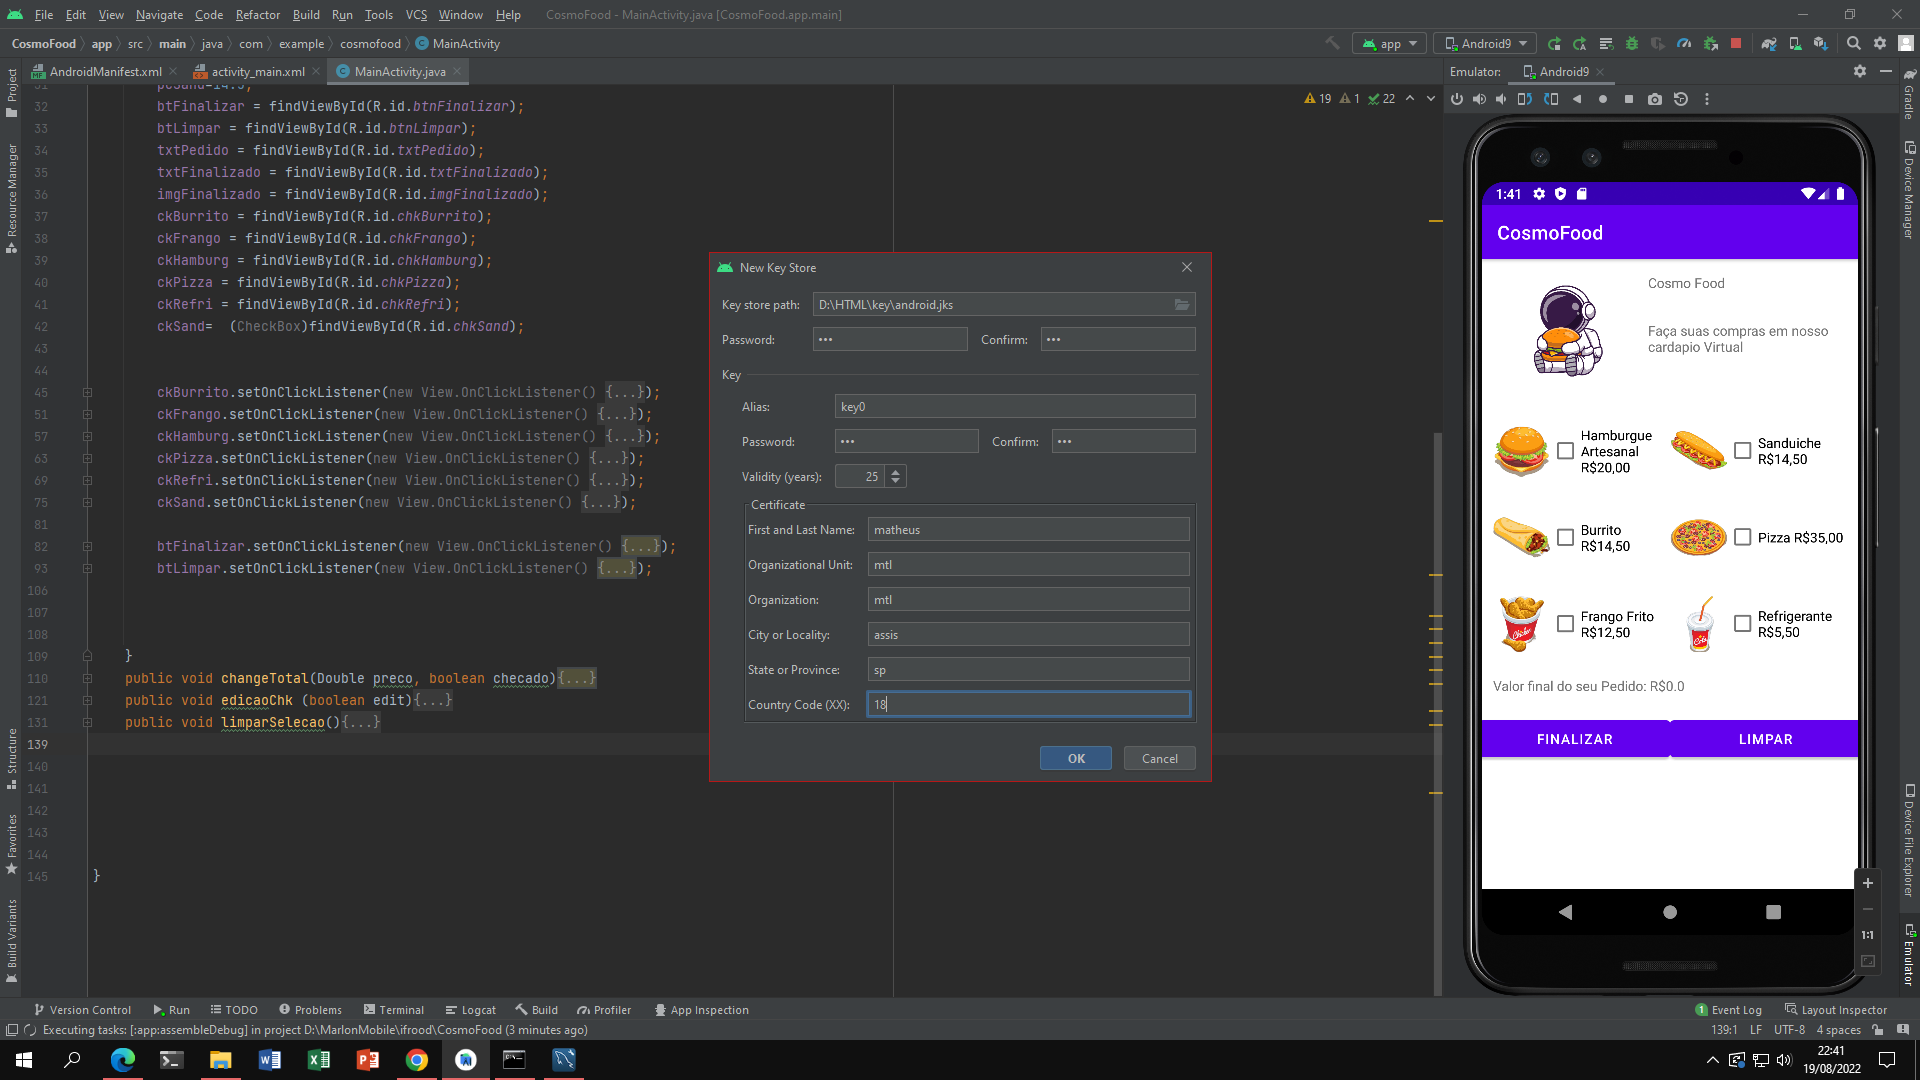 File Edit View Navigate Code Refactor Build Run Tools VCS Window Help CosmoFood - MainActivity.java [CosmoFood.app.main]
CosmoFood app src main java com example cosmofood MainActivity app Android9
Project
Resource Manager
Structure
Favorites
Build Variants
AndroidManifest.xml activity_main.xml MainActivity.java
19 1 22
32 btFinalizar = findViewById(R.id.btnFinalizar);
33 btLimpar = findViewById(R.id.btnLimpar);
34 txtPedido = findViewById(R.id.txtPedido);
35 txtFinalizado = findViewById(R.id.txtFinalizado);
36 imgFinalizado = findViewById(R.id.imgFinalizado);
37 ckBurrito = findViewById(R.id.chkBurrito);
38 ckFrango = findViewById(R.id.chkFrango);
39 ckHamburg = findViewById(R.id.chkHamburg);
40 ckPizza = findViewById(R.id.chkPizza);
41 ckRefri = findViewById(R.id.chkRefri);
42 ckSand= (CheckBox)findViewById(R.id.chkSand);
43
44
45 ckBurrito.setOnClickListener(new View.OnClickListener() {...});
51 ckFrango.setOnClickListener(new View.OnClickListener() {...});
57 ckHamburg.setOnClickListener(new View.OnClickListener() {...});
63 ckPizza.setOnClickListener(new View.OnClickListener() {...});
69 ckRefri.setOnClickListener(new View.OnClickListener() {...});
75 ckSand.setOnClickListener(new View.OnClickListener() {...});
81
82 btFinalizar.setOnClickListener(new View.OnClickListener() {...});
93 btLimpar.setOnClickListener(new View.OnClickListener() {...});
106
107
108
109 }
110 public void changeTotal(Double preco, boolean checado){...}
121 public void edicaoChk (boolean edit){...}
131 public void limparSelecao(){...}
139
140
141
142
143
144
145 }
New Key Store
Key store path: D:\HTML\key\android.jks
Password: ••• Confirm: •••
Key
Alias: key0
Password: ••• Confirm: •••
Validity (years): 25
Certificate
First and Last Name: matheus
Organizational Unit: mtl
Organization: mtl
City or Locality: assis
State or Province: sp
Country Code (XX): 18
OK Cancel
Emulator: Android9
1:41
CosmoFood
Cosmo Food
Faça suas compras em nosso
cardapio Virtual
Hamburgue
Artesanal
R$20,00
Sanduiche
R$14,50
Burrito
R$14,50
Pizza R$35,00
Frango Frito
R$12,50
Refrigerante
R$5,50
Valor final do seu Pedido: R$0.0
FINALIZAR LIMPAR
1:1
Gradle
Device Manager
Device File Explorer
Emulator
Version Control Run TODO Problems Terminal Logcat Build Profiler App Inspection 1 Event Log Layout Inspector
Executing tasks: [:app:assembleDebug] in project D:\MarlonMobile\ifrood\CosmoFood (3 minutes ago) 139:1 LF UTF-8 4 spaces
22:41
19/08/2022